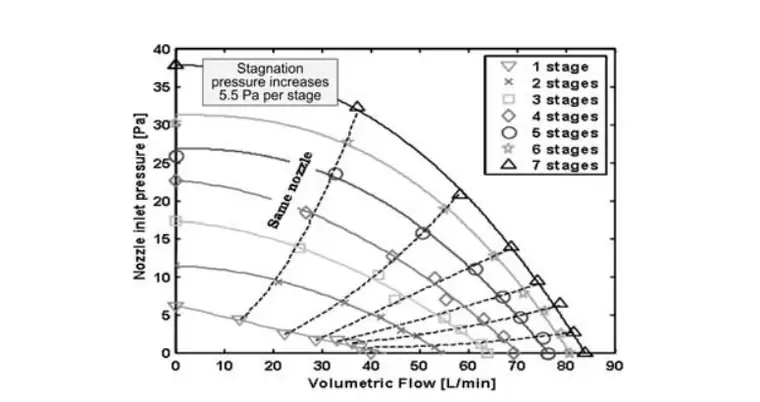 40
35
30
25
20
15
10
5
0
Nozzle inlet pressure [Pa]
Stagnation
pressure increases
5.5 Pa per stage
Same nozzle
1 stage
2 stages
3 stages
4 stages
5 stages
6 stages
7 stages
0 10 20 30 40 50 60 70 80 90
Volumetric Flow [L/min]